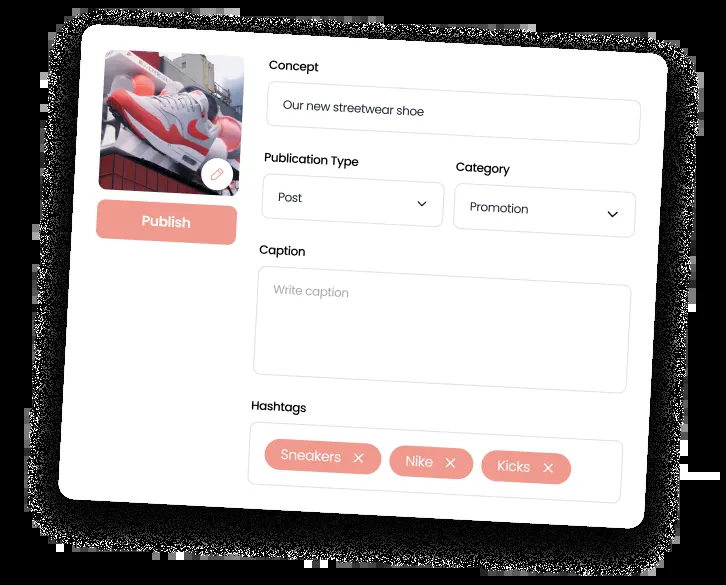 Concept
Our new streetwear shoe
Publication Type
Category
Post
Promotion
Publish
Caption
Write caption
Hashtags
Sneakers
Nike
Kicks